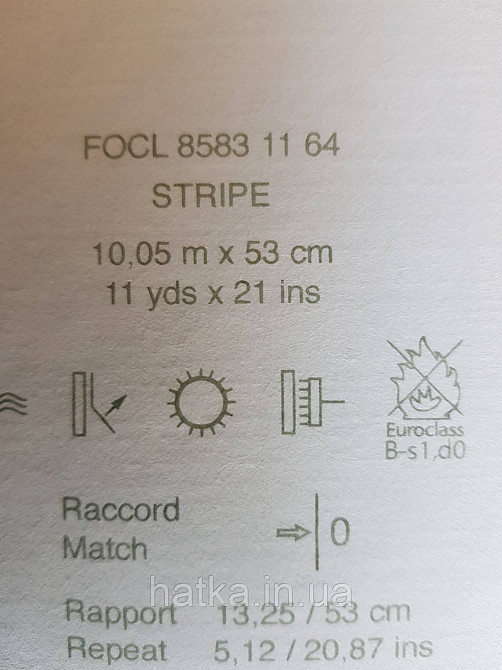 FOCL 8583 11 64
STRIPE
10,05 m x 53 cm
11 yds x 21 ins
Euroclass
B-s1,d0
Raccord
Match
0
hatka.in.ua
Rapport 13,25 / 53 cm
Repeat 5,12 / 20,87 ins